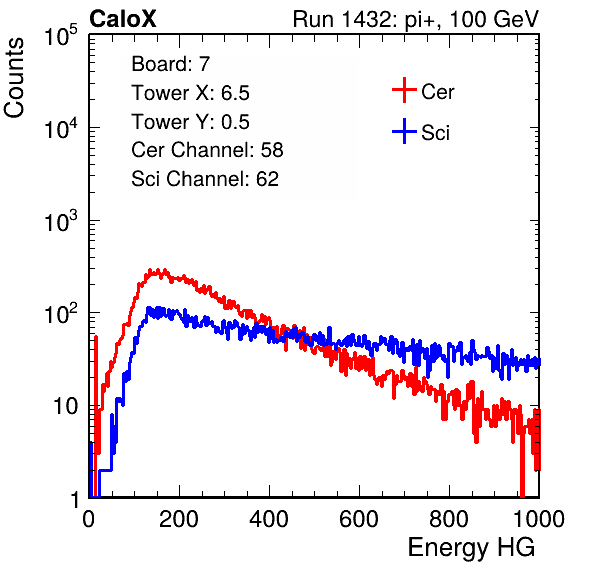 CaloX Run 1432: pi+, 100 GeV
Board: 7
Tower X: 6.5
Tower Y: 0.5
Cer Channel: 58
Sci Channel: 62
Cer
Sci
Counts
10^5
10^4
10^3
10^2
10
1
0 200 400 600 800 1000
Energy HG